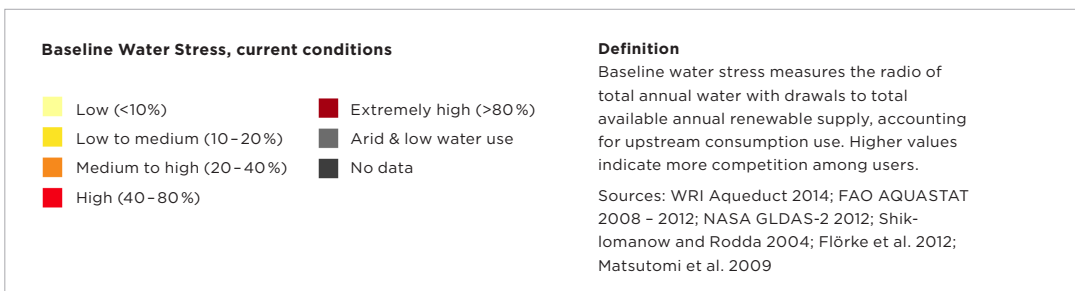 Baseline Water Stress, current conditions
Low (<10%)
Low to medium (10–20%)
Medium to high (20–40%)
High (40–80%)
Extremely high (>80%)
Arid & low water use
No data
Definition
Baseline water stress measures the radio of
total annual water with drawals to total
available annual renewable supply, accounting
for upstream consumption use. Higher values
indicate more competition among users.
Sources: WRI Aqueduct 2014; FAO AQUASTAT
2008 – 2012; NASA GLDAS-2 2012; Shik-
lomanow and Rodda 2004; Flörke et al. 2012;
Matsutomi et al. 2009